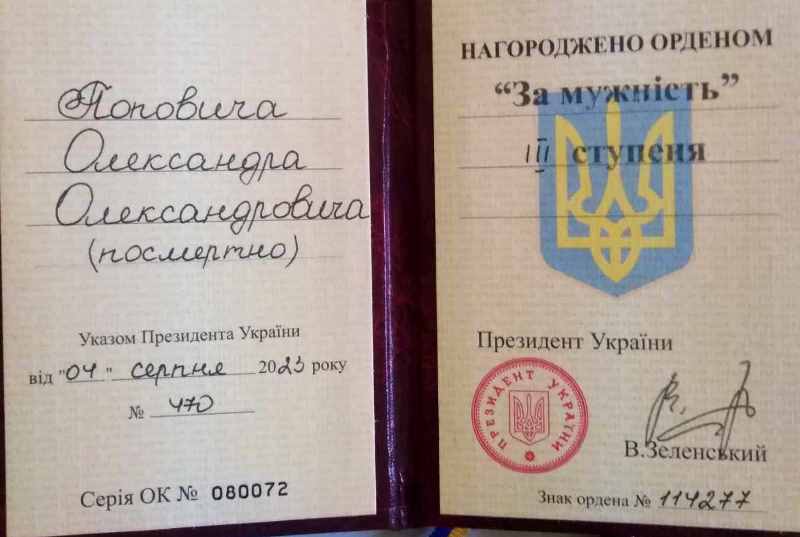 Поповича
Олександра
Олександровича
(посмертно)
Указом Президента України
від "04" серпня 2023 року
№ 470
Серія ОК № 080072
НАГОРОДЖЕНО ОРДЕНОМ
“За мужність”
III ступеня
Президент України
ПРЕЗИДЕНТ УКРАЇНИ
В.Зеленський
Знак ордена № 114277